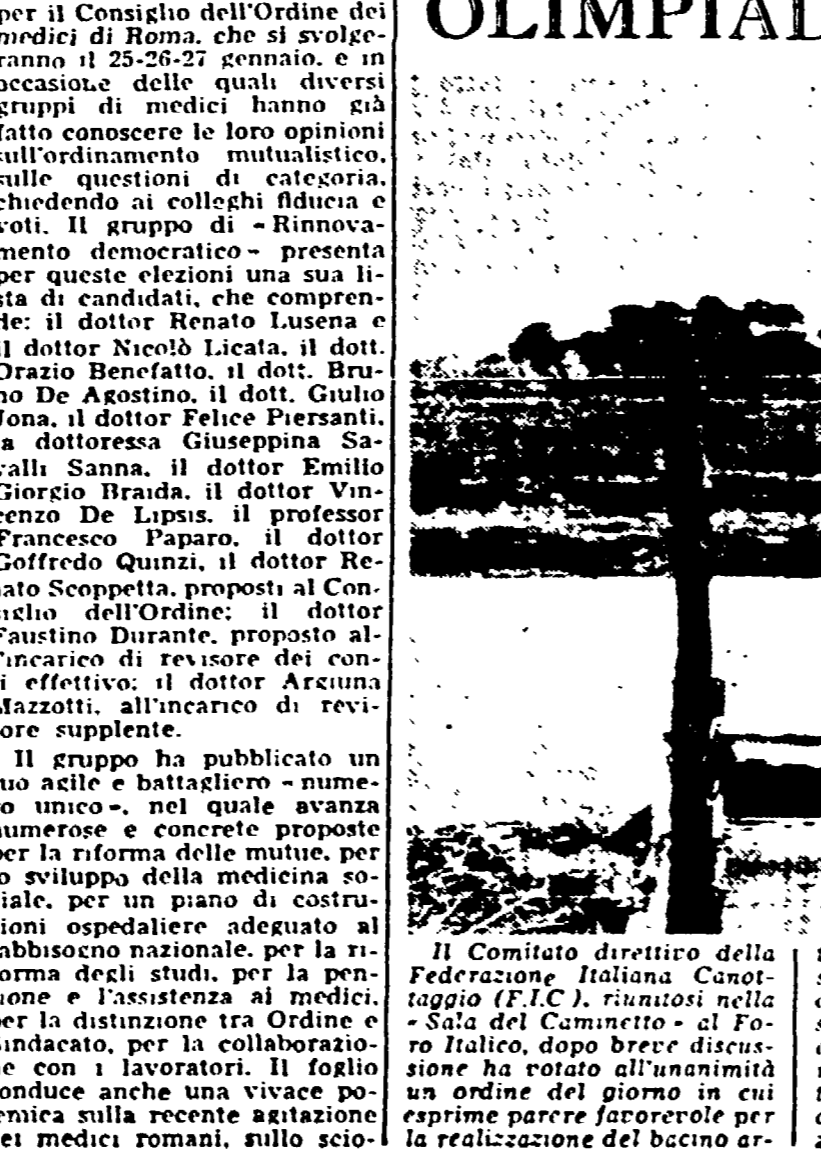 per il Consiglio dell'Ordine dei
medici di Roma, che si svolge-
ranno il 25-26-27 gennaio, e in
occasione delle quali diversi
gruppi di medici hanno già
fatto conoscere le loro opinioni
sull'ordinamento mutualistico,
sulle questioni di categoria,
chiedendo ai colleghi fiducia e
voti. Il gruppo di «Rinnova-
mento democratico» presenta
per queste elezioni una sua li-
sta di candidati, che compren-
de: il dottor Renato Lusena e
il dottor Nicolò Licata, il dott.
Orazio Benefatto, il dott. Bru-
no De Agostino, il dott. Giulio
Jona, il dottor Felice Piersanti,
la dottoressa Giuseppina Sa-
valli Sanna, il dottor Emilio
Giorgio Braida, il dottor Vin-
cenzo De Lipsis, il professor
Francesco Paparo, il dottor
Goffredo Quinzi, il dottor Re-
nato Scoppetta, proposti al Con-
siglio dell'Ordine; il dottor
Faustino Durante, proposto al-
l'incarico di revisore dei con-
ti effettivo; il dottor Argiuna
Mazzotti, all'incarico di revi-
sore supplente.
Il gruppo ha pubblicato un
suo agile e battagliero «nume-
ro unico», nel quale avanza
numerose e concrete proposte
per la riforma delle mutue, per
lo sviluppo della medicina so-
ciale, per un piano di costru-
zioni ospedaliere adeguato al
fabbisogno nazionale, per la ri-
forma degli studi, per la pen-
sione e l'assistenza ai medici,
per la distinzione tra Ordine e
sindacato, per la collaborazio-
ne con i lavoratori. Il foglio
conduce anche una vivace po-
lemica sulla recente agitazione
dei medici romani, sullo scio-
OLIMPIAD
Il Comitato direttivo della
Federazione Italiana Canot-
taggio (F.I.C.), riunitosi nella
«Sala del Caminetto» al Fo-
ro Italico, dopo breve discus-
sione ha votato all'unanimità
un ordine del giorno in cui
esprime parere favorevole per
la realizzazione del bacino ar-